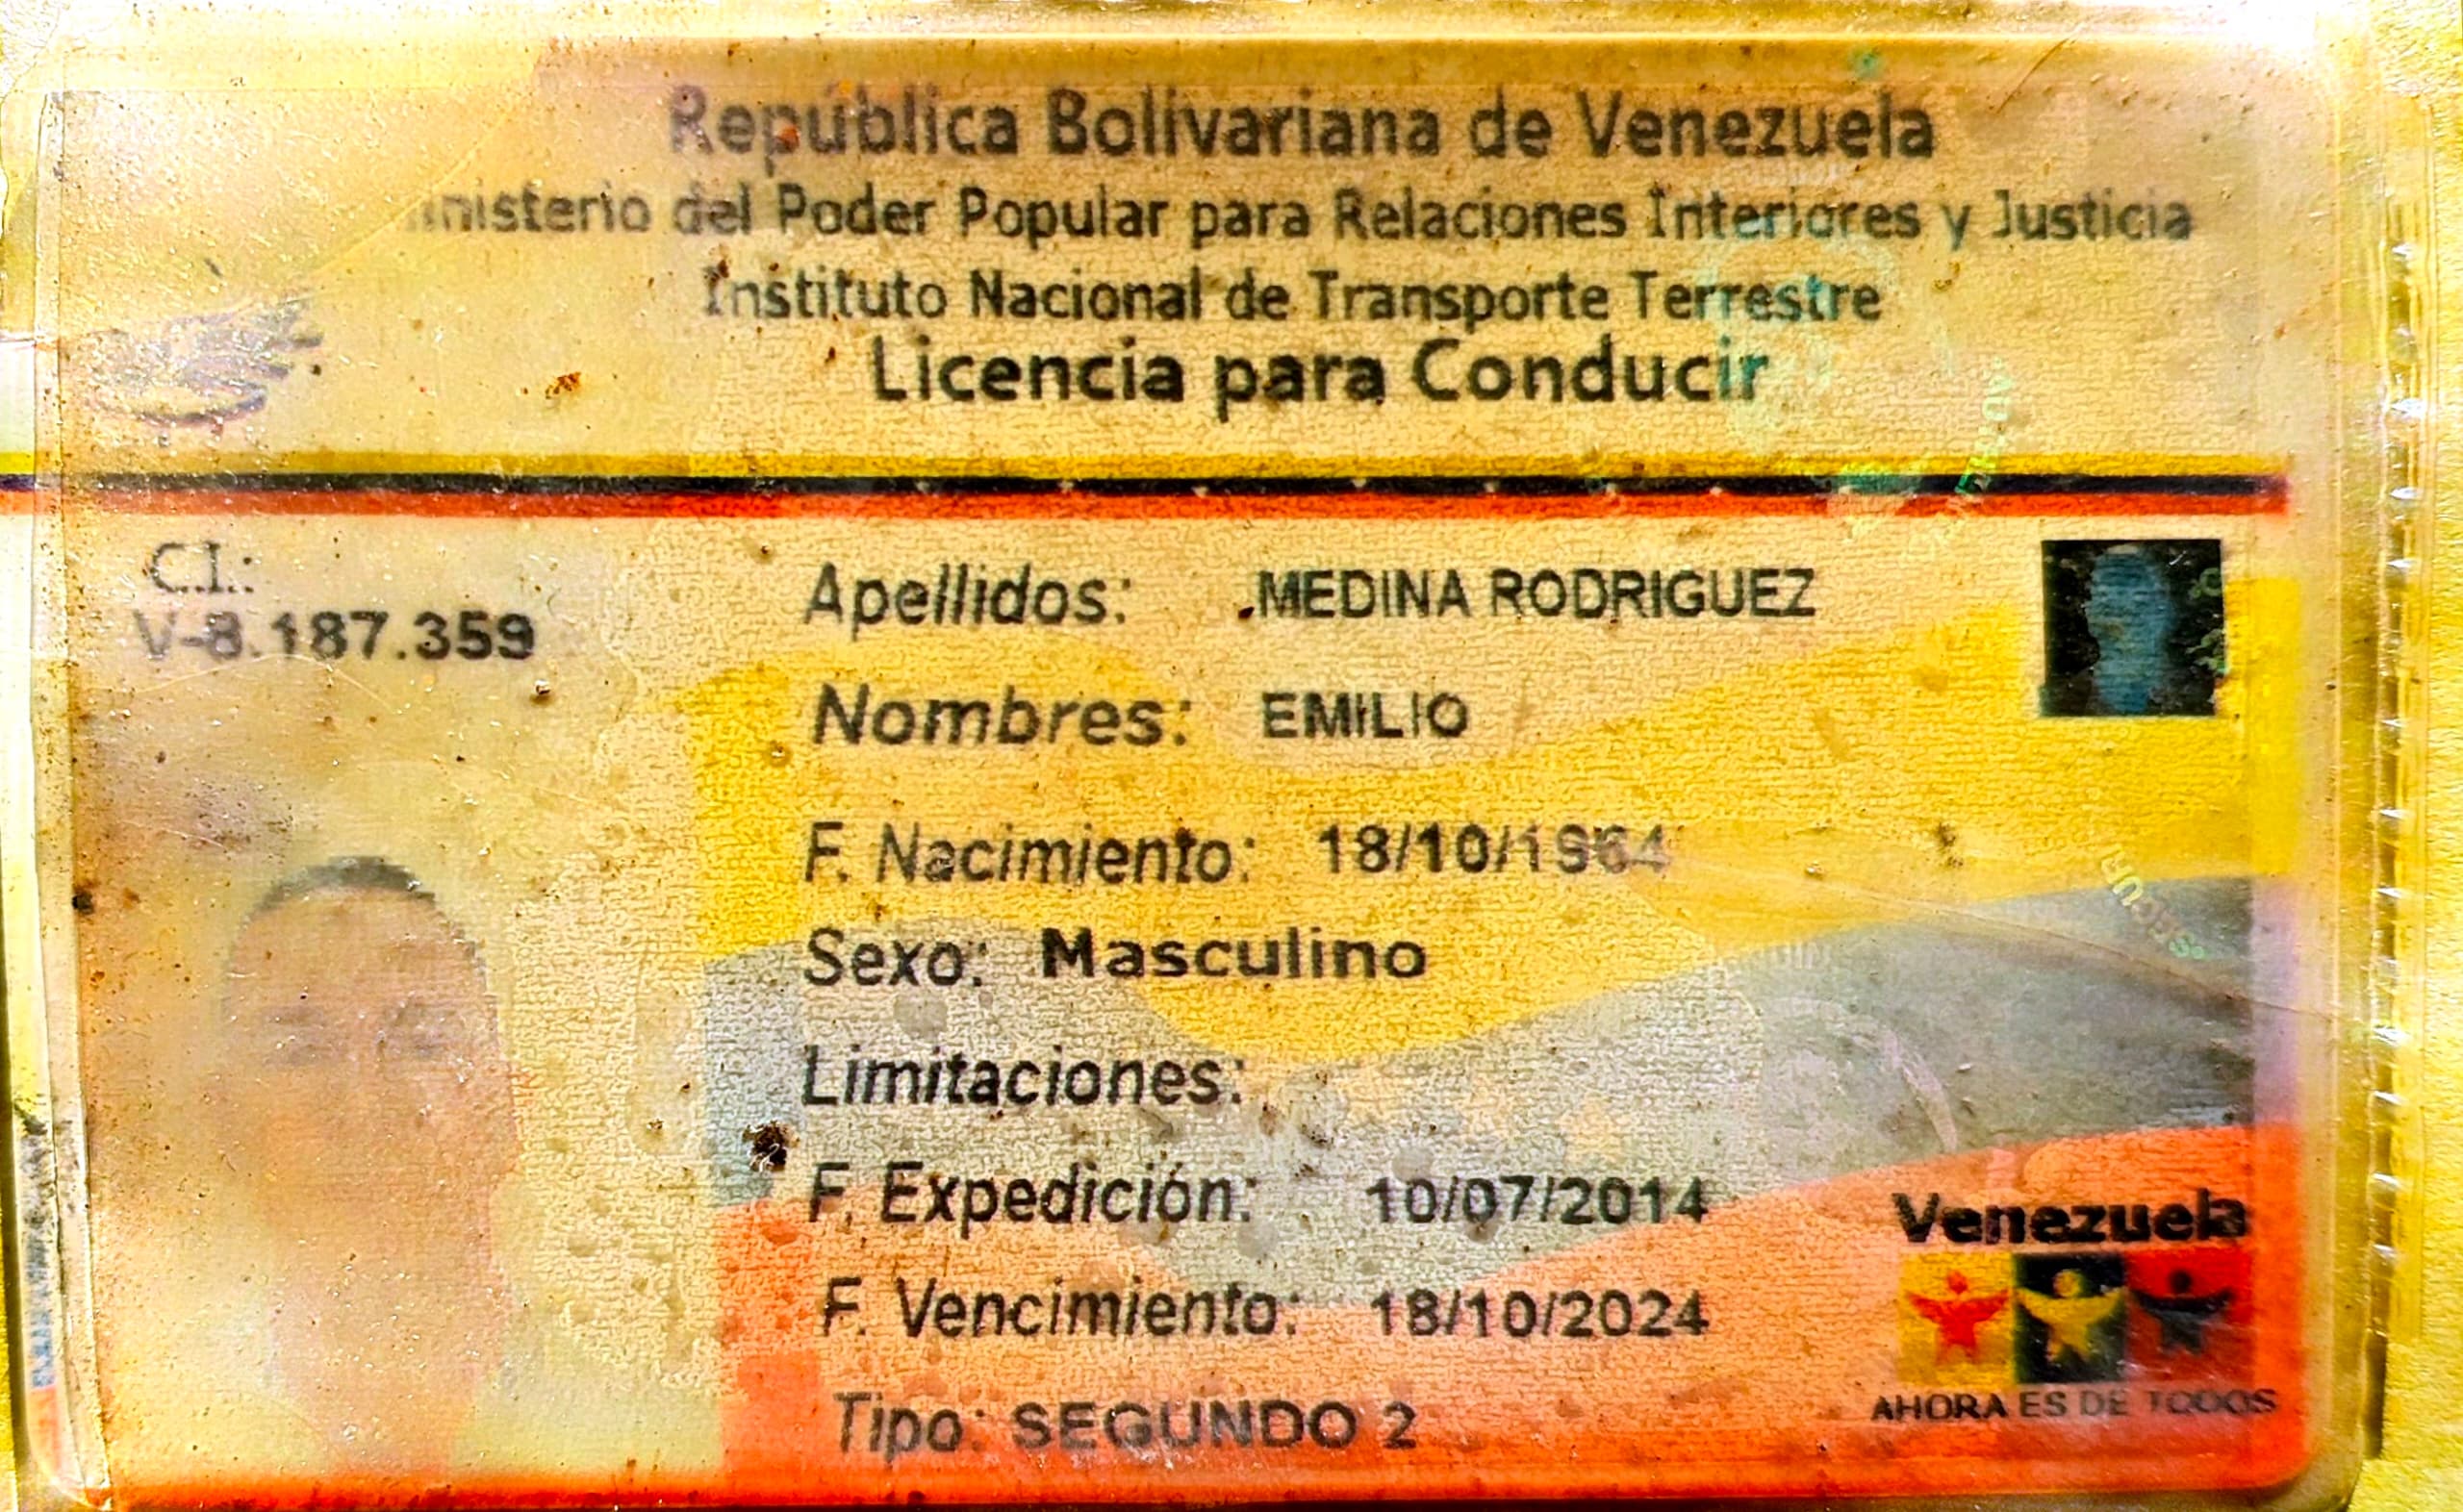 República Bolivariana de Venezuela
inisterio del Poder Popular para Relaciones Interiores y Justicia
Instituto Nacional de Transporte Terrestre
Licencia para Conducir
C.I.:
V-8.187.359
Apellidos: MEDINA RODRIGUEZ
Nombres: EMILIO
F. Nacimiento: 18/10/1964
Sexo: Masculino
Limitaciones:
F. Expedición: 10/07/2014
F. Vencimiento: 18/10/2024
Tipo: SEGUNDO 2
Venezuela
AHORA ES DE TODOS